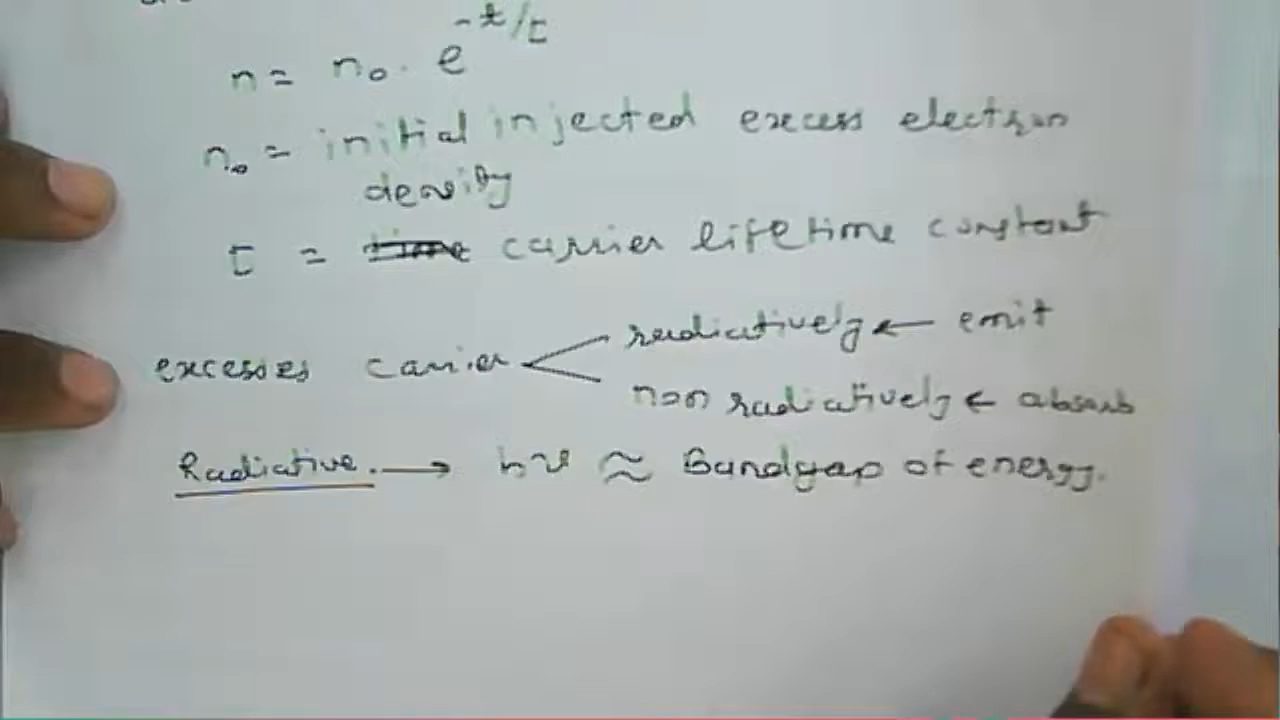 n = n₀ · e^(-t/τ)
n₀ = initial injected excess electron
density
τ = carrier lifetime constant
excesses carrier radiatively ← emit
non radiatively ← absorb
Radiative. → hν ≈ Bandgap of energy.